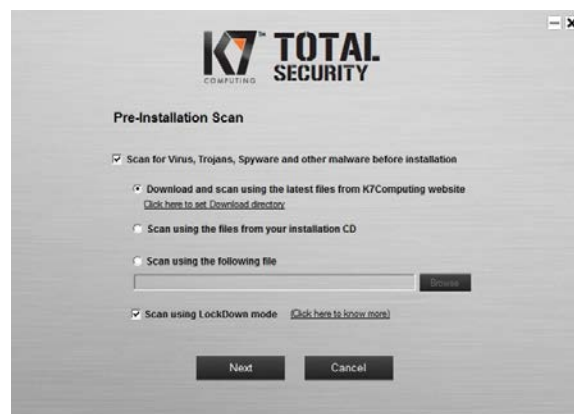 K7™ TOTAL
COMPUTING SECURITY
Pre-Installation Scan
Scan for Virus, Trojans, Spyware and other malware before installation
Download and scan using the latest files from K7Computing website
Click here to set Download directory
Scan using the files from your installation CD
Scan using the following file
Browse
Scan using LockDown mode (Click here to know more)
Next Cancel